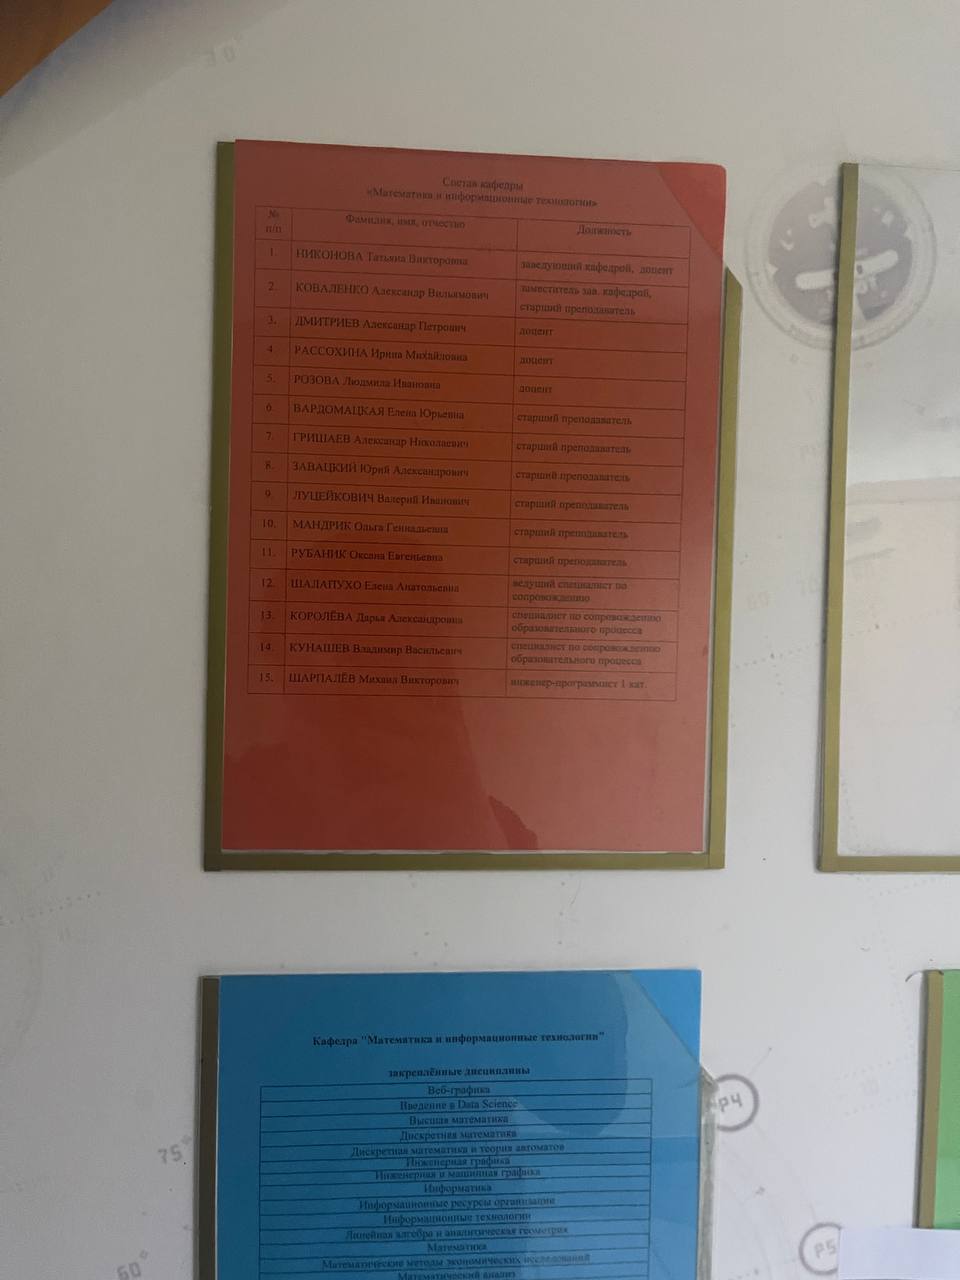 Состав кафедры
«Математика и информационные технологии»
№ п/п Фамилия, имя, отчество Должность
1. НИКОНОВА Татьяна Викторовна заведующий кафедрой, доцент
2. КОВАЛЕНКО Александр Вильямович заместитель зав. кафедрой,
старший преподаватель
3. ДМИТРИЕВ Александр Петрович доцент
4 РАССОХИНА Ирина Михайловна доцент
5. РОЗОВА Людмила Ивановна доцент
6. ВАРДОМАЦКАЯ Елена Юрьевна старший преподаватель
7. ГРИШАЕВ Александр Николаевич старший преподаватель
8. ЗАВАЦКИЙ Юрий Александрович старший преподаватель
9. ЛУЦЕЙКОВИЧ Валерий Иванович старший преподаватель
10. МАНДРИК Ольга Геннадьевна старший преподаватель
11. РУБАНИК Оксана Евгеньевна старший преподаватель
12. ШАЛАПУХО Елена Анатольевна ведущий специалист по
сопровождению
13. КОРОЛЁВА Дарья Александровна специалист по сопровождению
образовательного процесса
14. КУНАШЕВ Владимир Васильевич специалист по сопровождению
образовательного процесса
15. ШАРПАЛЁВ Михаил Викторович инженер-программист 1 кат.
Кафедра "Математика и информационные технологии"
закреплённые дисциплины
Веб-графика
Введение в Data Science
Высшая математика
Дискретная математика
Дискретная математика и теория автоматов
Инженерная графика
Инженерная и машинная графика
Информатика
Информационные ресурсы организации
Информационные технологии
Линейная алгебра и аналитическая геометрия
Математика
Математические методы экономических исследований
Математический анализ
P4
75°
P5
60°